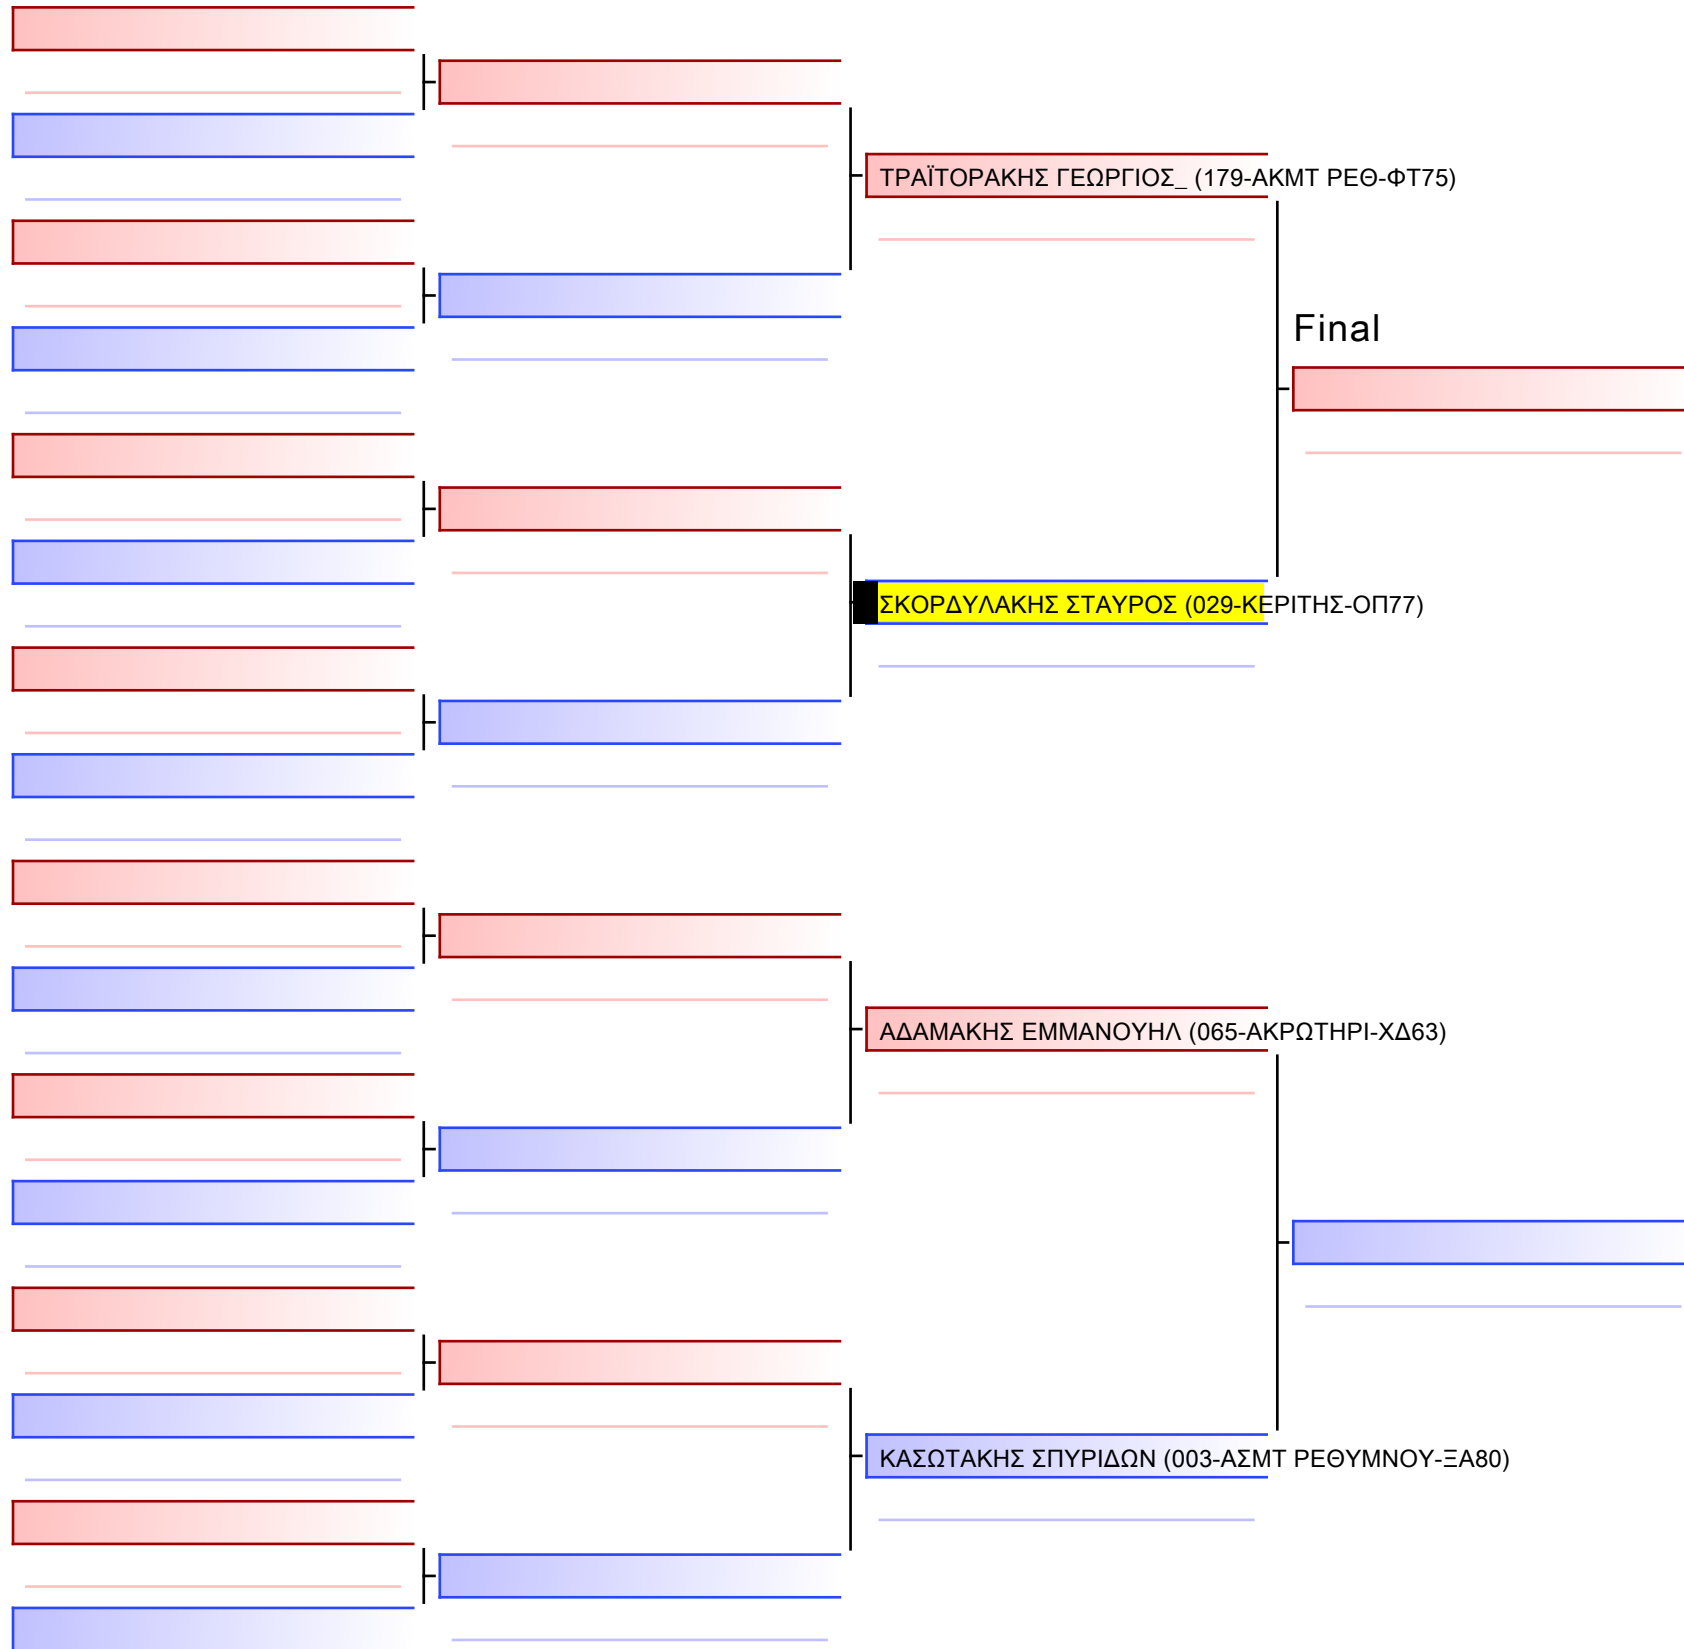 ΤΡΑΪΤΟΡΑΚΗΣ ΓΕΩΡΓΙΟΣ_ (179-ΑΚΜΤ ΡΕΘ-ΦΤ75)
Final
ΣΚΟΡΔΥΛΑΚΗΣ ΣΤΑΥΡΟΣ (029-ΚΕΡΙΤΗΣ-ΟΠ77)
ΑΔΑΜΑΚΗΣ ΕΜΜΑΝΟΥΗΛ (065-ΑΚΡΩΤΗΡΙ-ΧΔ63)
ΚΑΣΩΤΑΚΗΣ ΣΠΥΡΙΔΩΝ (003-ΑΣΜΤ ΡΕΘΥΜΝΟΥ-ΞΑ80)